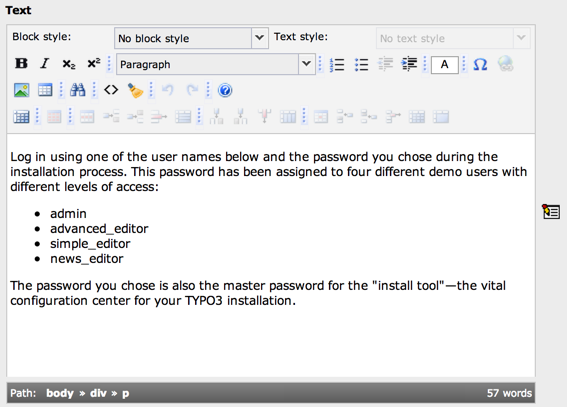 Text
Block style: No block style Text style: No text style
B I x₂ x² Paragraph A Ω
<>
?
Log in using one of the user names below and the password you chose during the
installation process. This password has been assigned to four different demo users with
different levels of access:
• admin
• advanced_editor
• simple_editor
• news_editor
The password you chose is also the master password for the "install tool"—the vital
configuration center for your TYPO3 installation.
Path: body » div » p 57 words